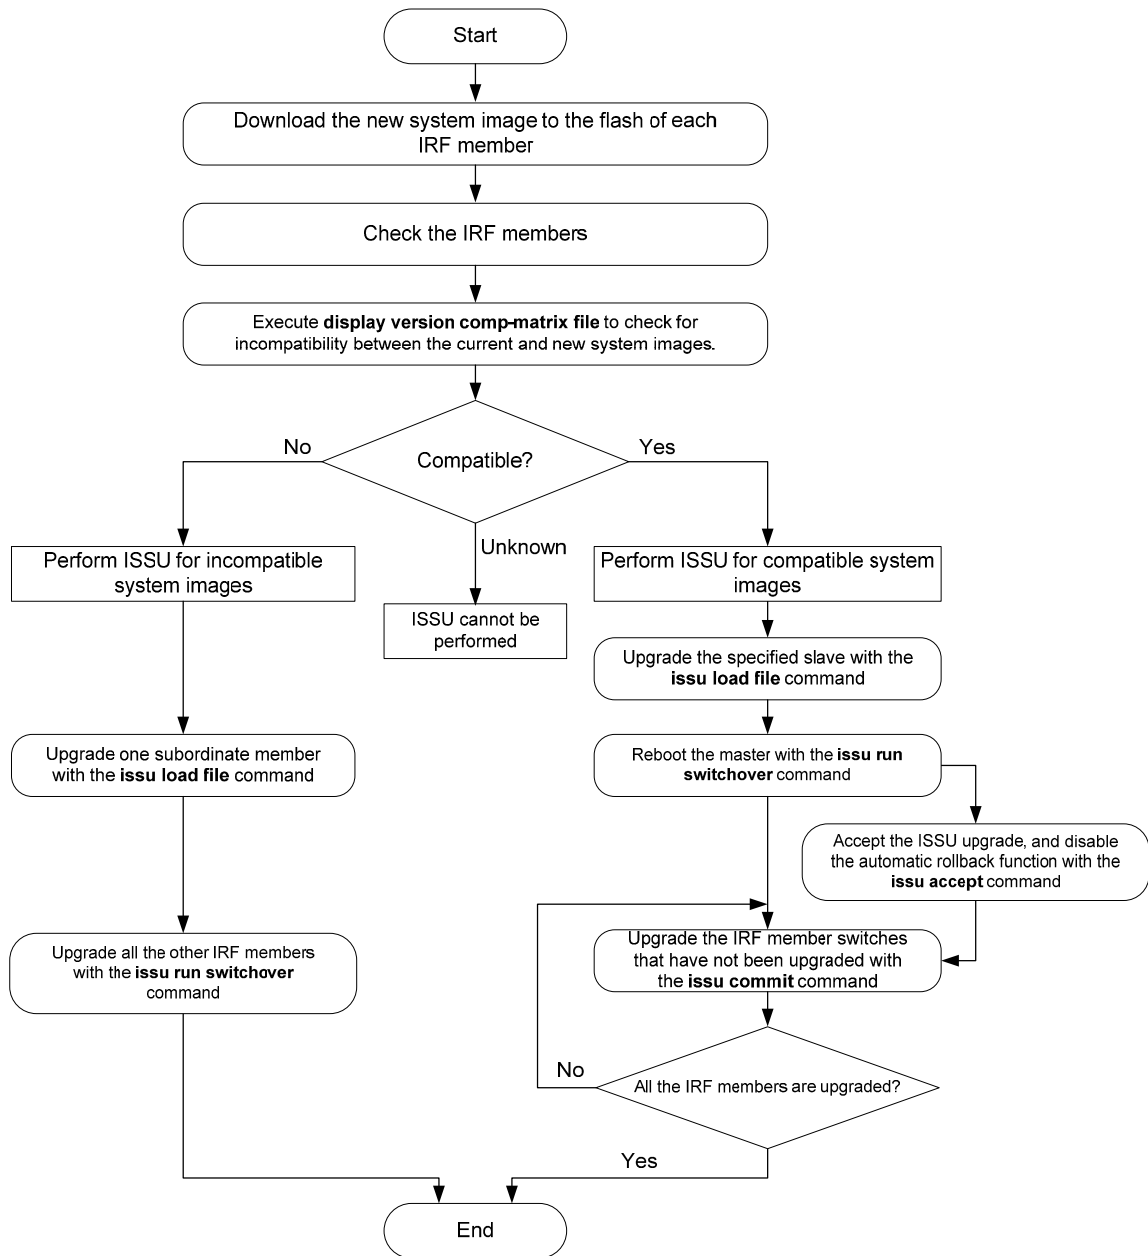 Start
Download the new system image to the flash of each
IRF member
Check the IRF members
Execute display version comp-matrix file to check for
incompatibility between the current and new system images.
No
Yes
Compatible?
Unknown
Perform ISSU for incompatible
system images
Perform ISSU for compatible system
images
ISSU cannot be
performed
Upgrade the specified slave with the
issu load file command
Upgrade one subordinate member
with the issu load file command
Reboot the master with the issu run
switchover command
Accept the ISSU upgrade, and disable
the automatic rollback function with the
issu accept command
Upgrade all the other IRF members
with the issu run switchover
command
Upgrade the IRF member switches
that have not been upgraded with
the issu commit command
No
All the IRF members are upgraded?
Yes
End